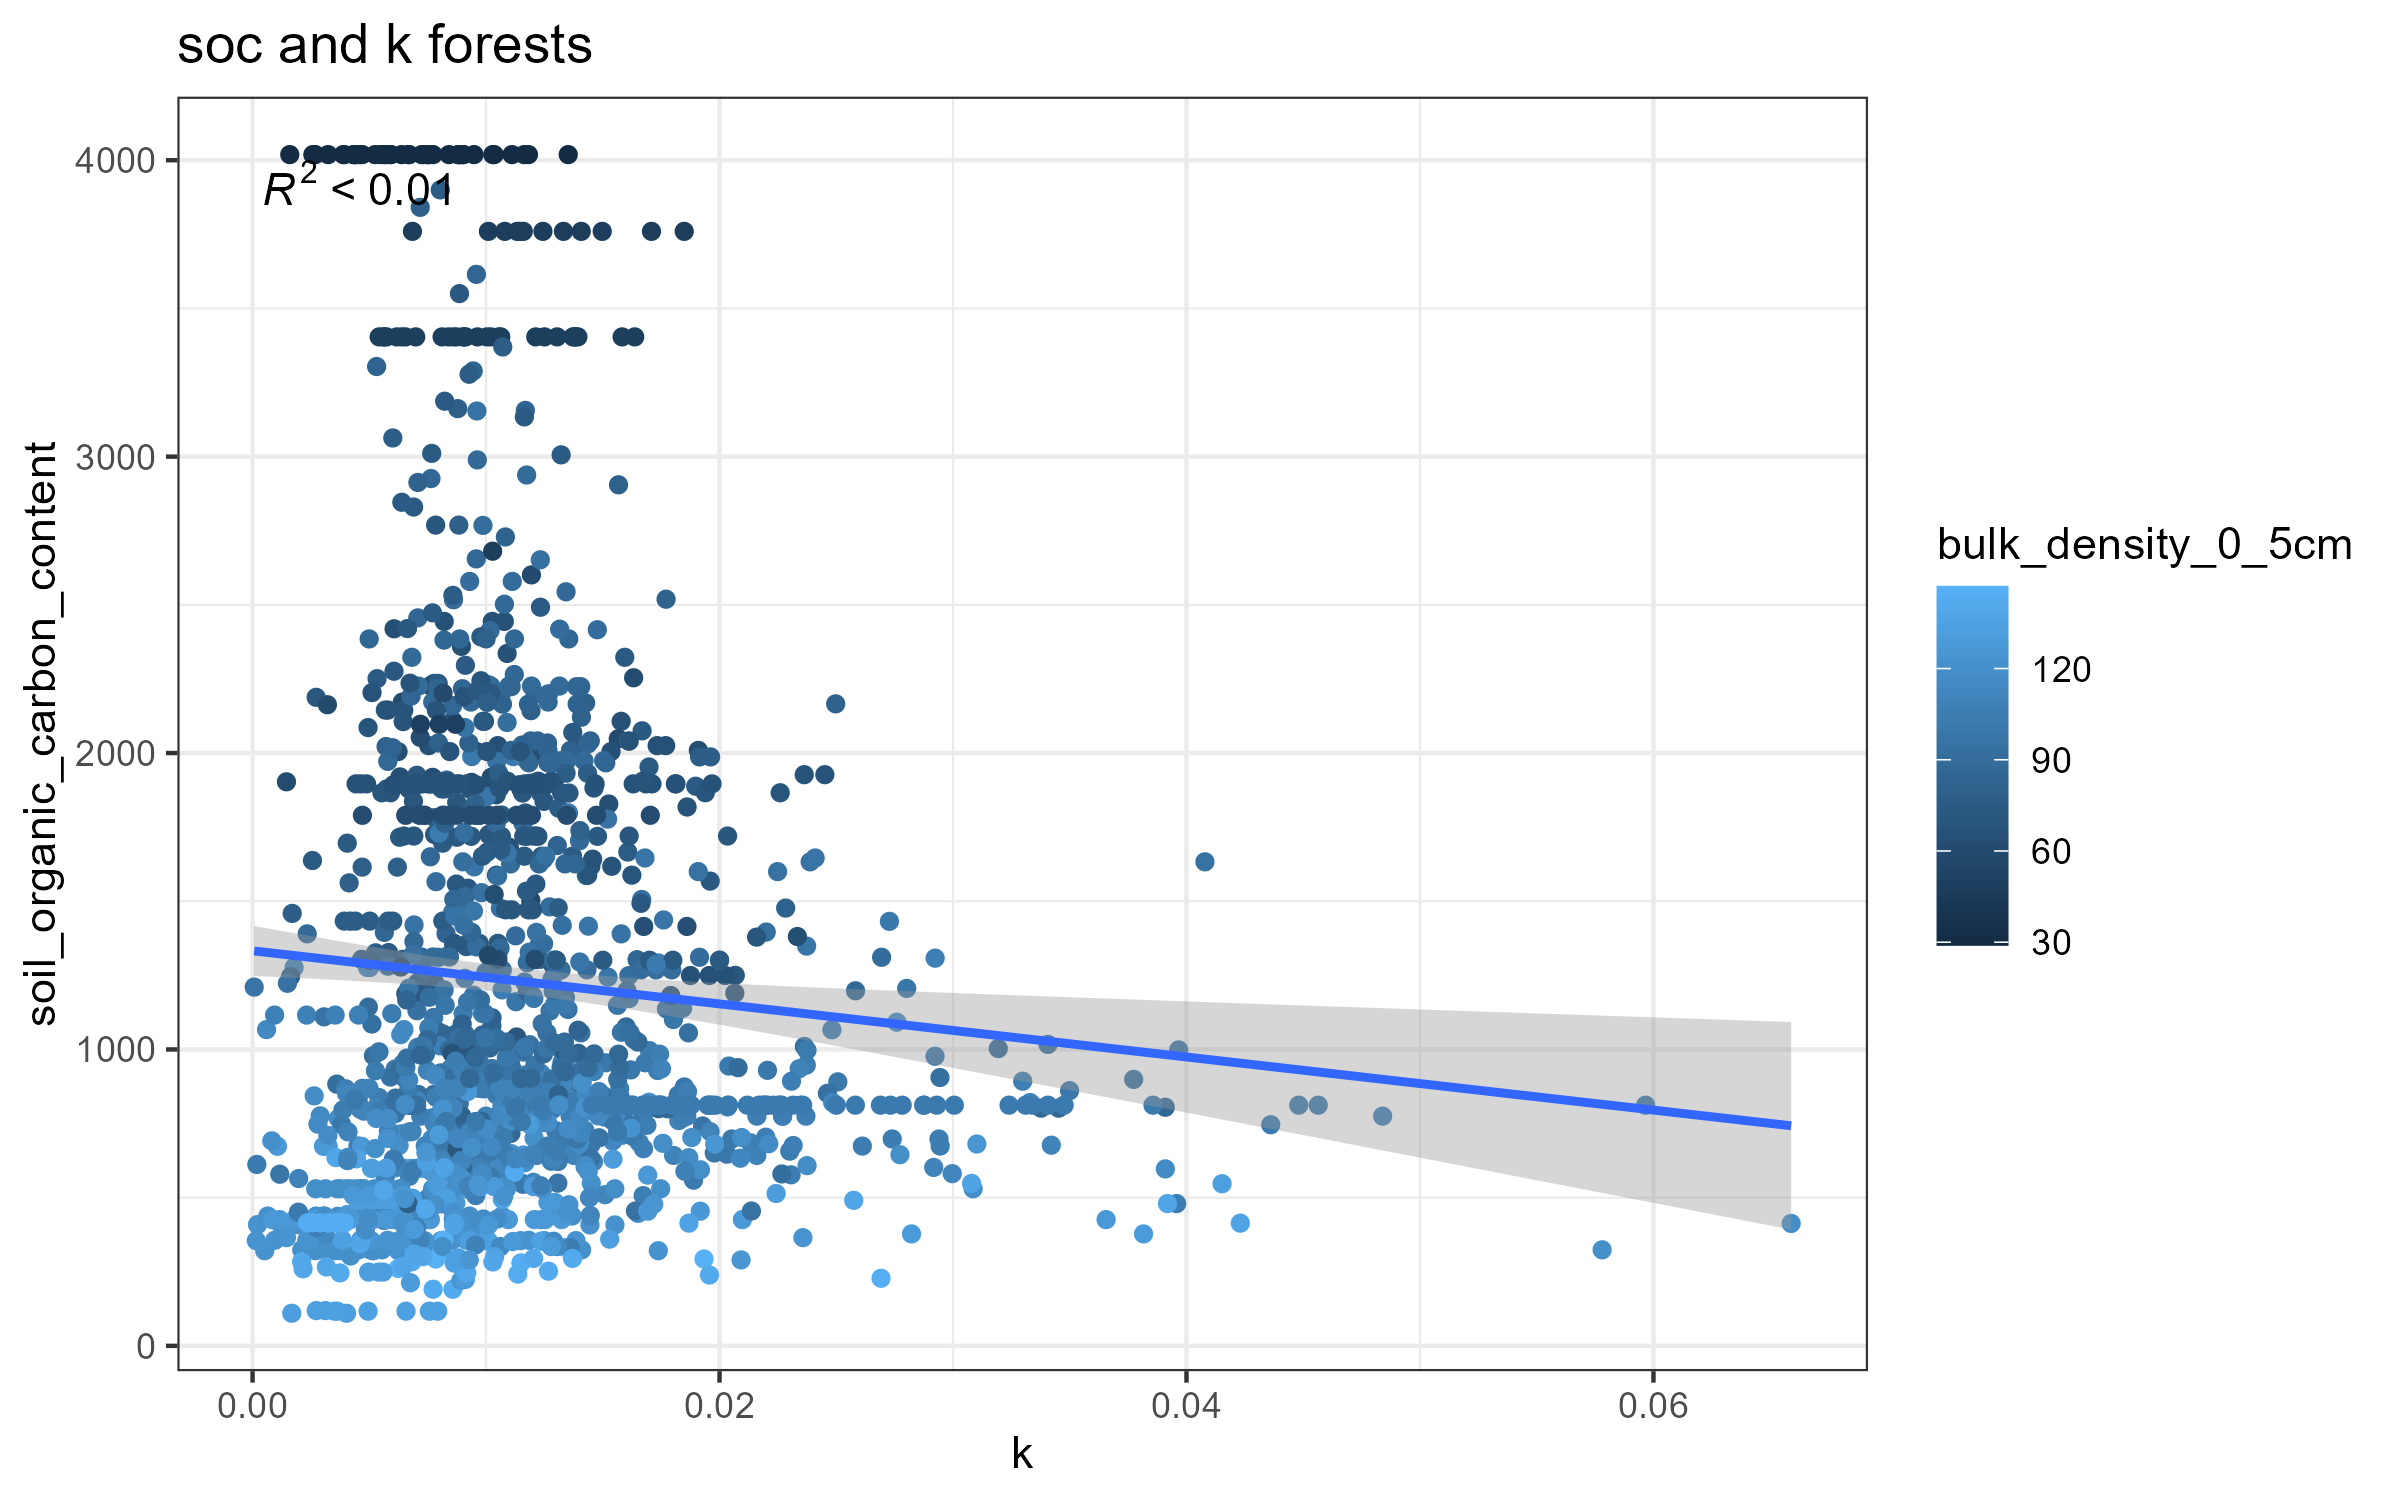 soc and k forests
R² < 0.01
4000
3000
2000
1000
0
soil_organic_carbon_content
0.00
0.02
0.04
0.06
k
bulk_density_0_5cm
120
90
60
30